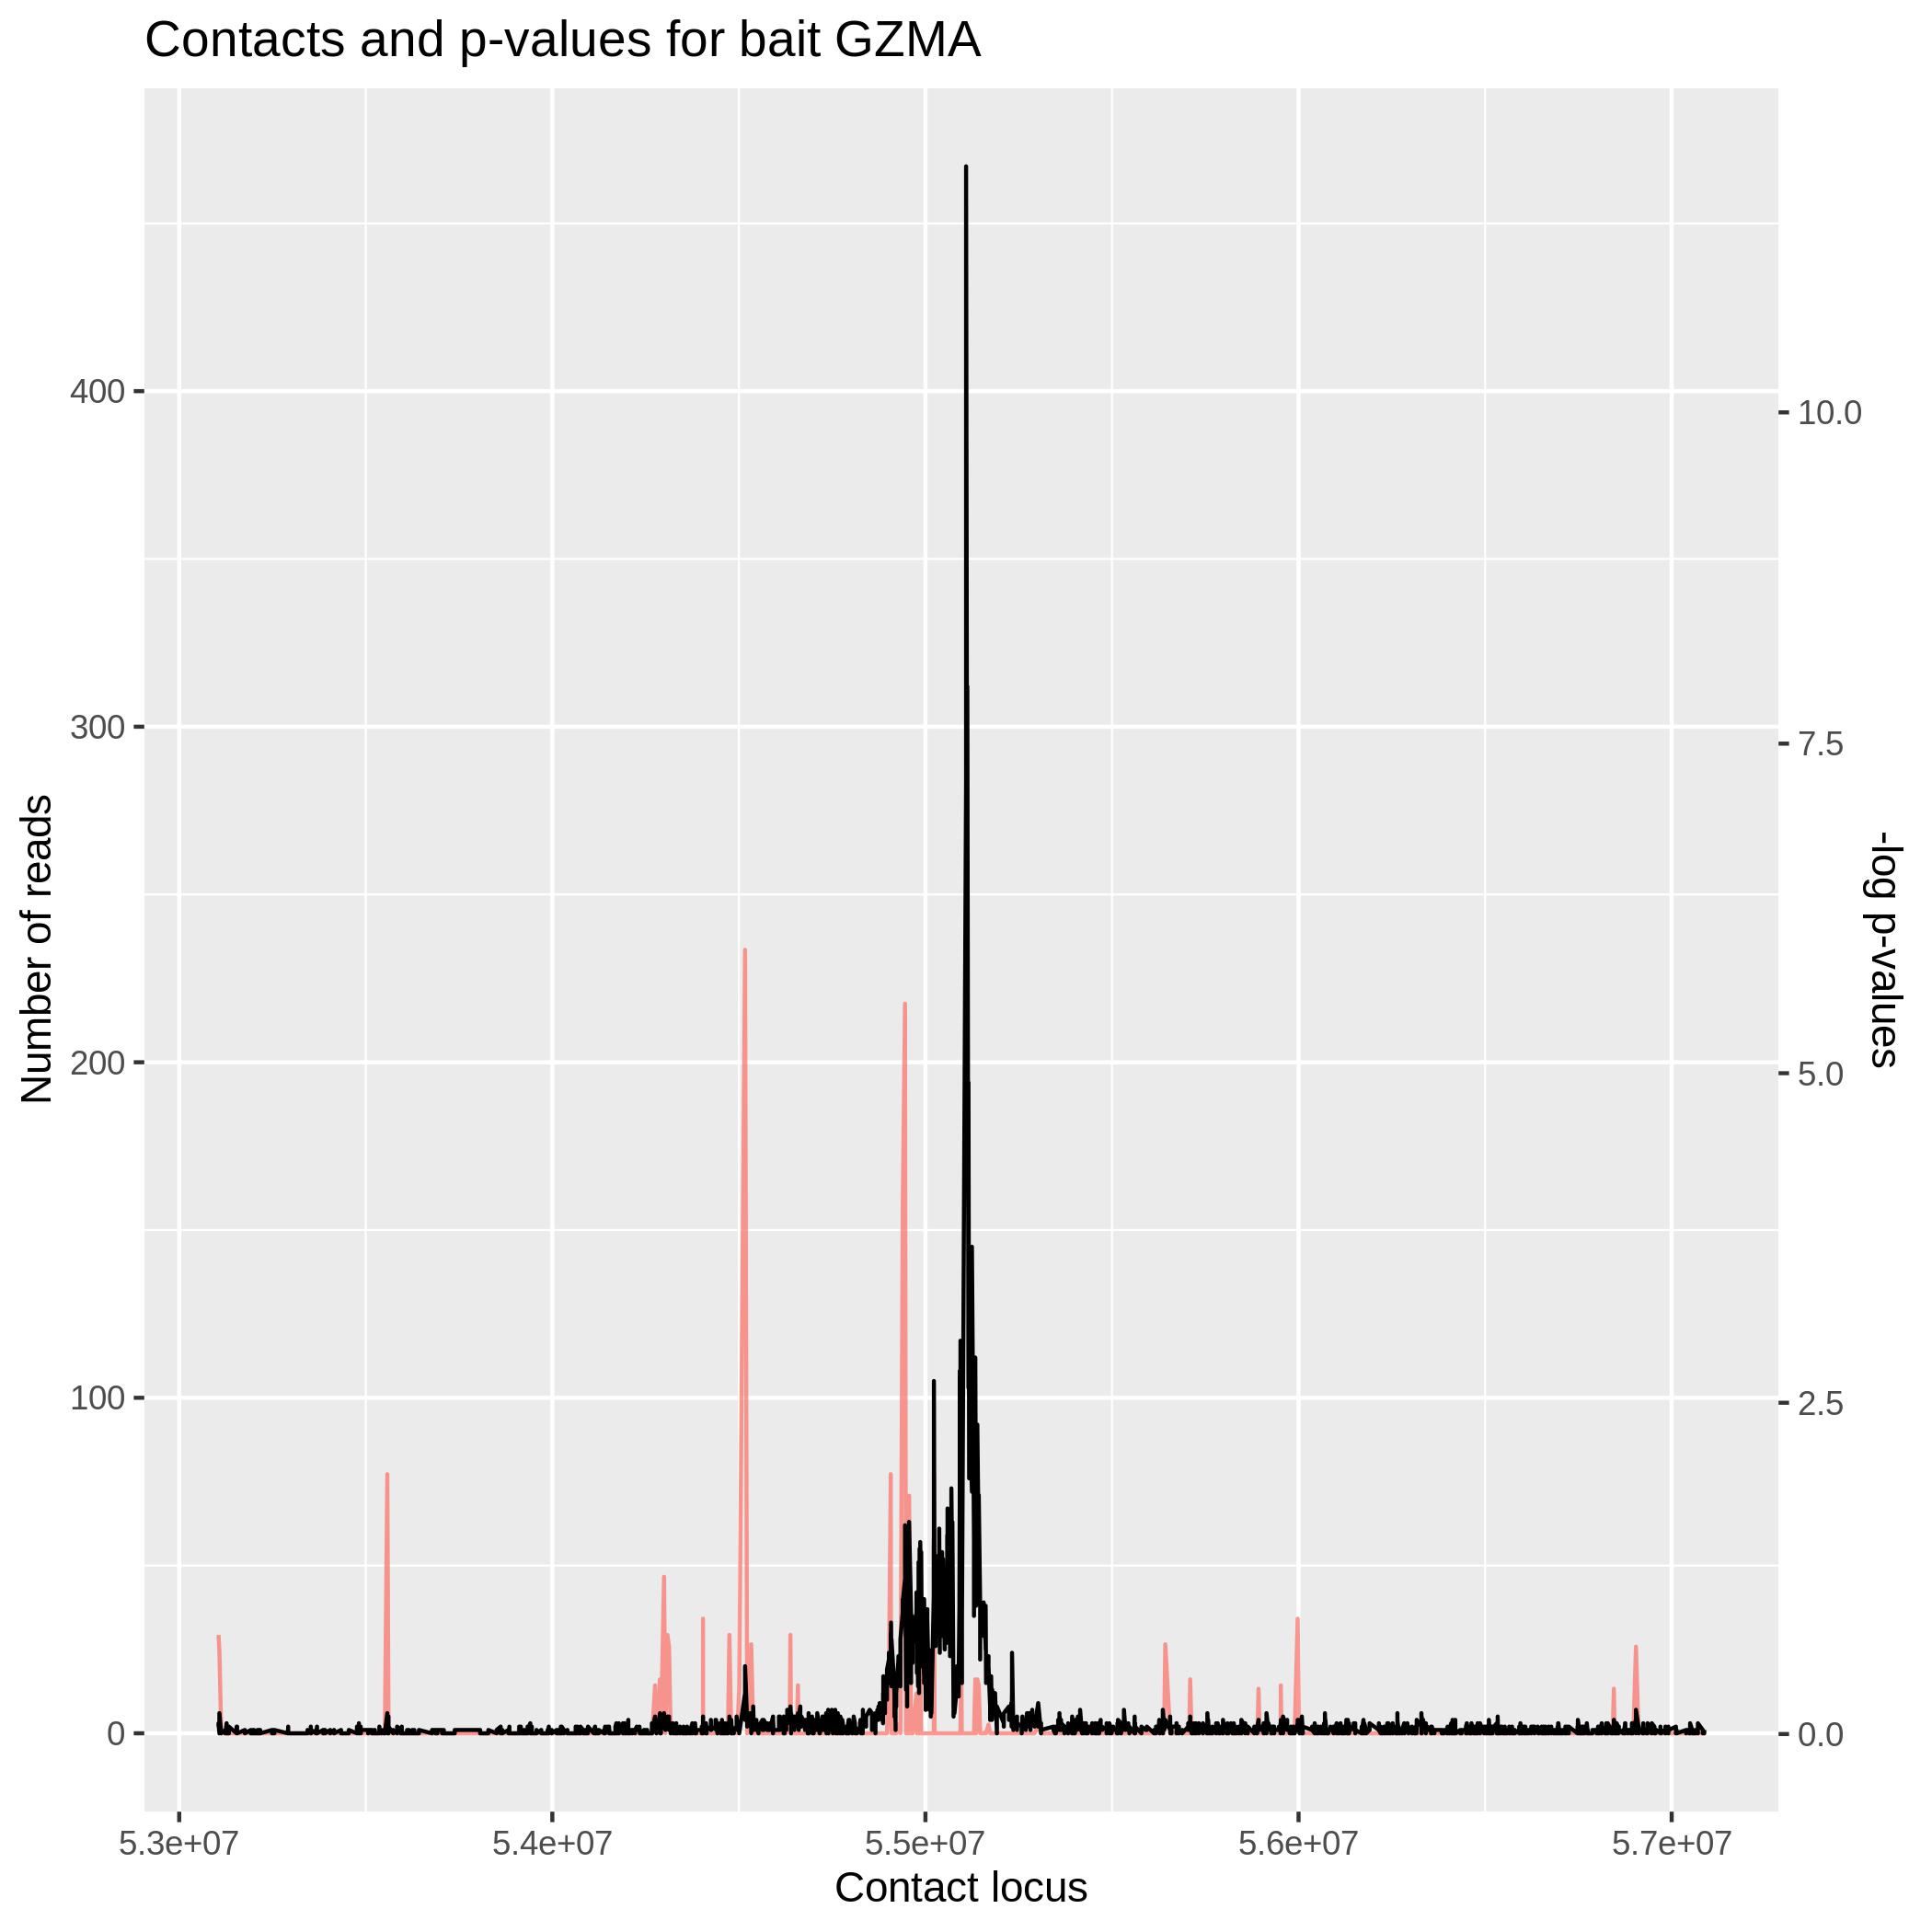 Contacts and p-values for bait GZMA
Number of reads
400
300
200
100
0
10.0
7.5
5.0
2.5
0.0
-log p-values
5.3e+07
5.4e+07
5.5e+07
5.6e+07
5.7e+07
Contact locus